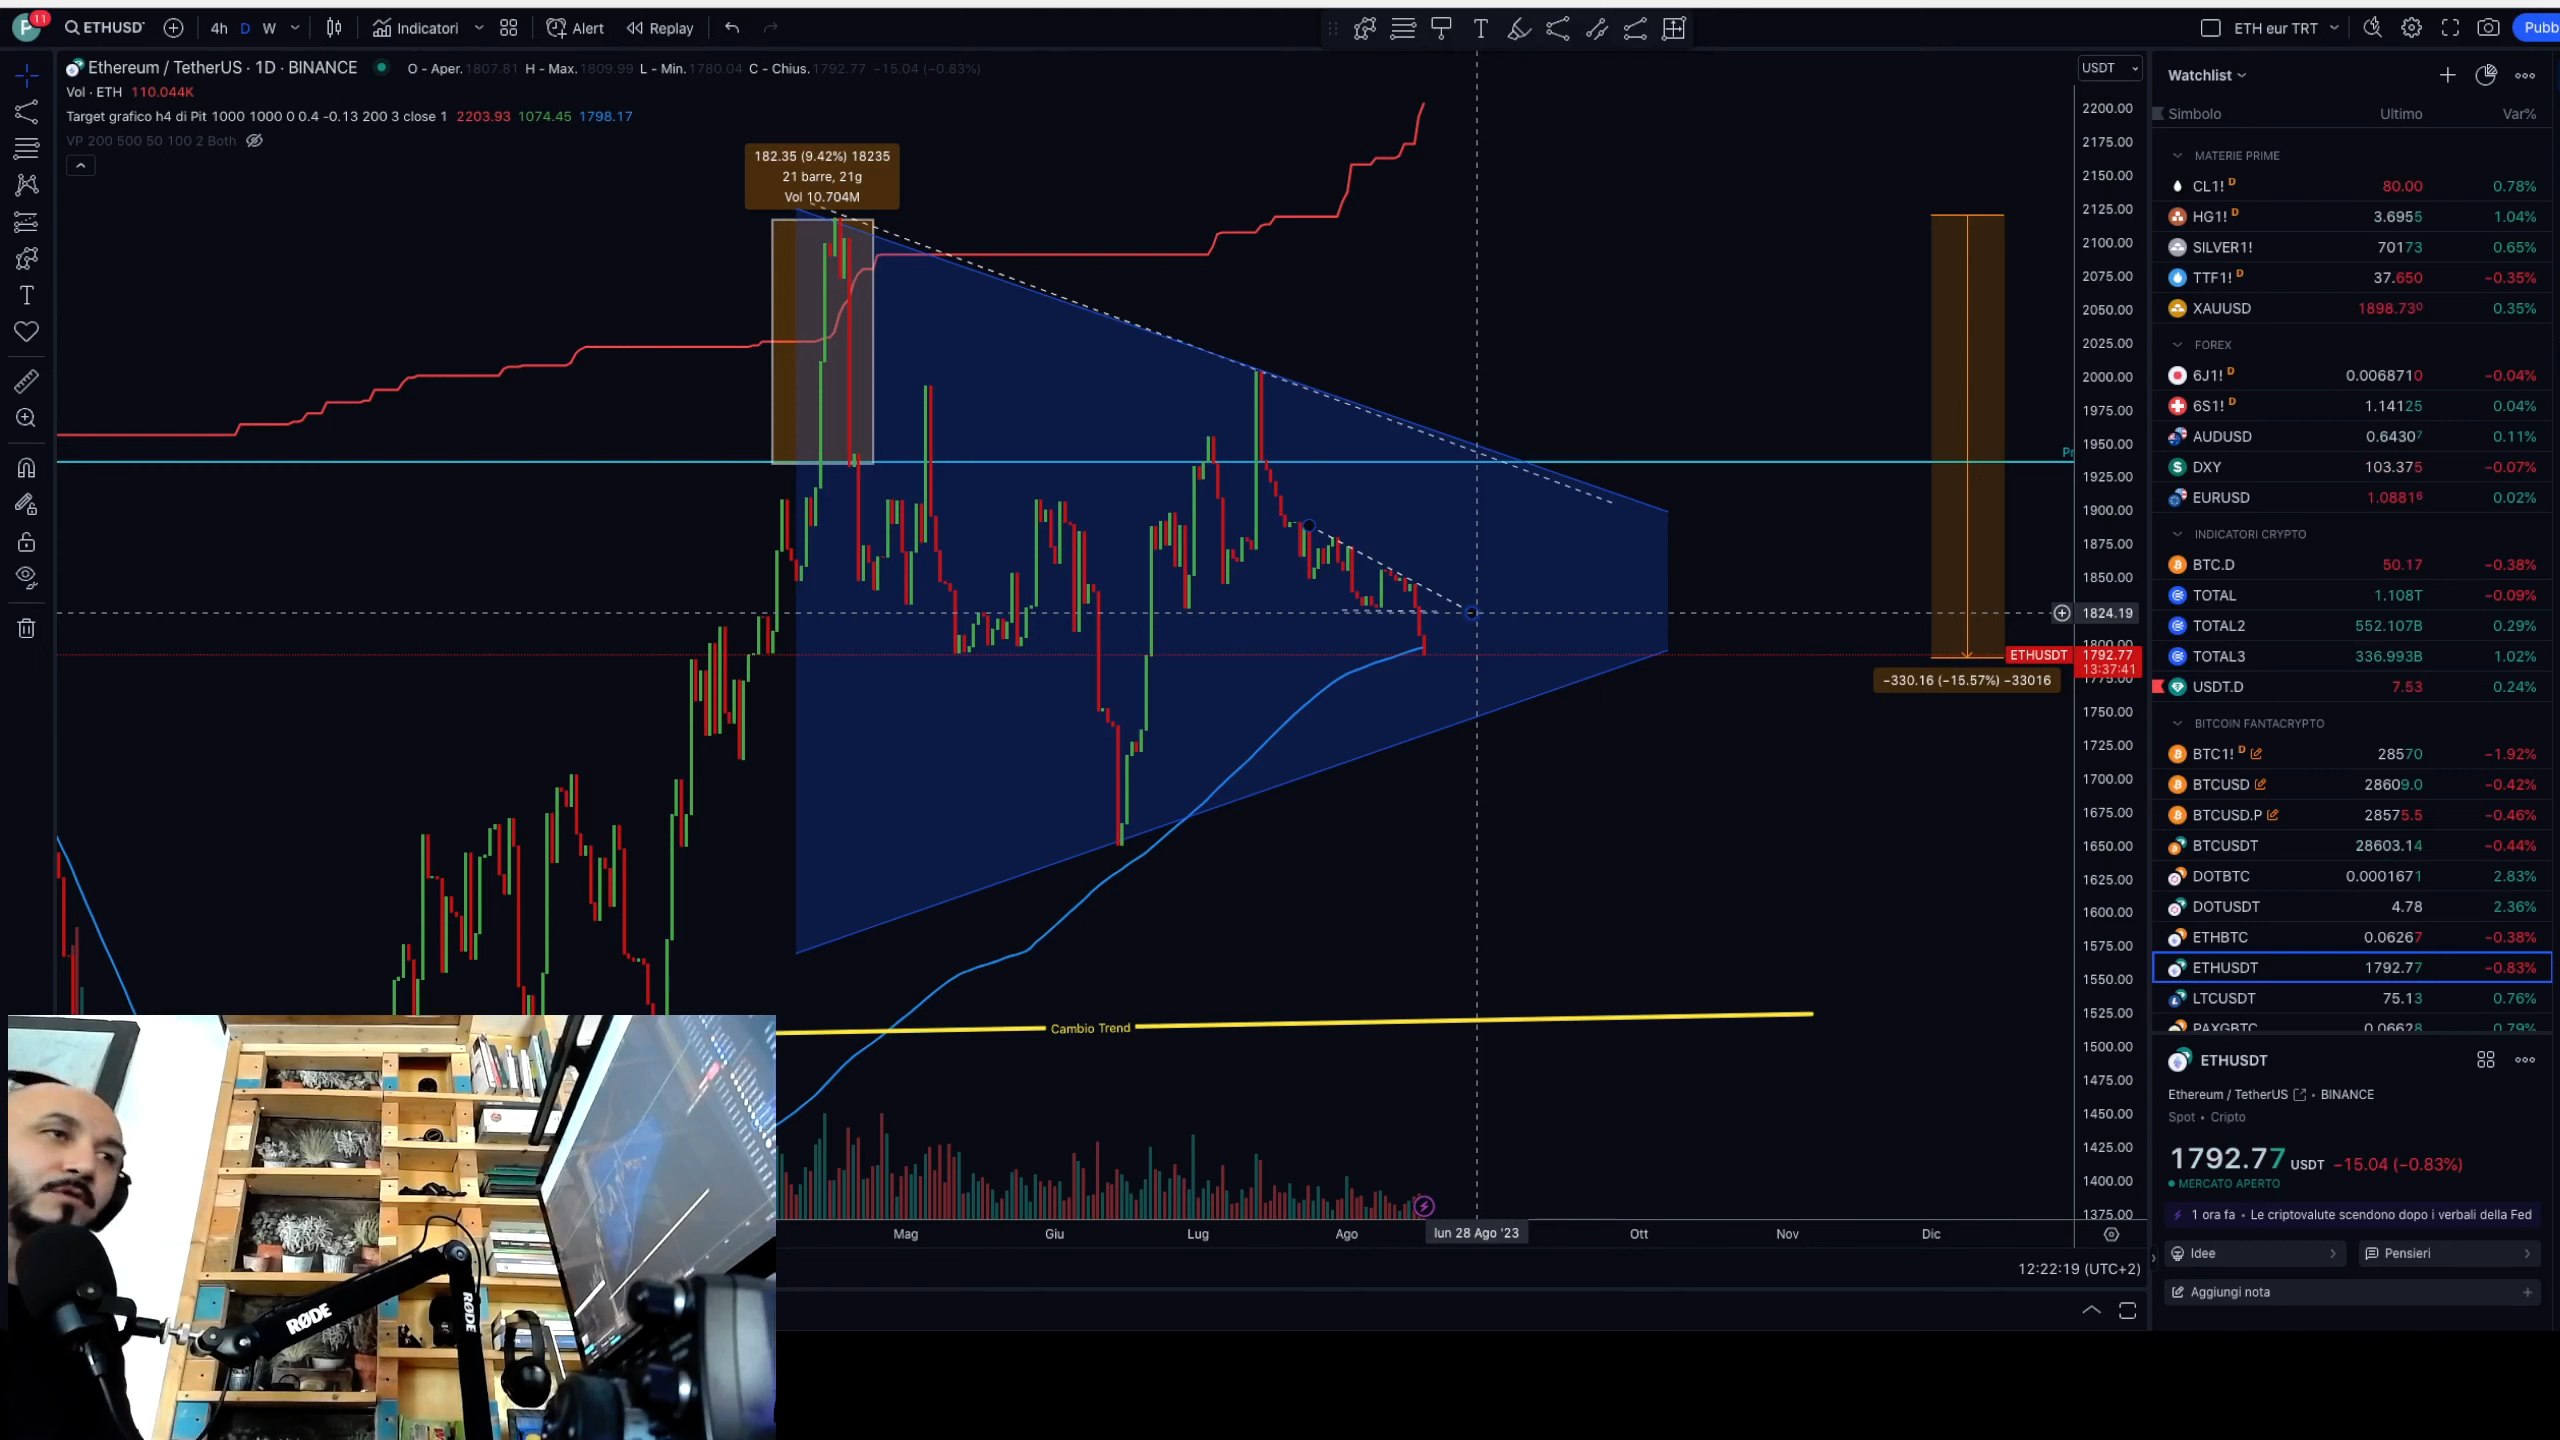 P 11 ETHUSDT 4h D W Indicatori Alert Replay T ETH eur TRT Pubb
Ethereum / TetherUS · 1D · BINANCE O - Aper. 1807.81 H - Max. 1809.99 L - Min. 1780.04 C - Chius. 1792.77 −15.04 (−0.83%)
Vol · ETH 110.044K
Target grafico h4 di Pit 1000 1000 0 0.4 -0.13 200 3 close 1 2203.93 1074.45 1798.17
VP 200 500 50 100 2 Both
182.35 (9.42%) 18235
21 barre, 21g
Vol 10.704M
Pr
−330.16 (−15.57%) −33016
Cambio Trend
USDT
2200.00
2175.00
2150.00
2125.00
2100.00
2075.00
2050.00
2025.00
2000.00
1975.00
1950.00
1925.00
1900.00
1875.00
1850.00
1824.19
1800.00
ETHUSDT 1792.77
13:37:41
1775.00
1750.00
1725.00
1700.00
1675.00
1650.00
1625.00
1600.00
1575.00
1550.00
1525.00
1500.00
1475.00
1450.00
1425.00
1400.00
1375.00
Mag Giu Lug Ago lun 28 Ago '23 Ott Nov Dic
12:22:19 (UTC+2)
RØDE
RØDE
Watchlist
Simbolo Ultimo Var%
MATERIE PRIME
CL1! D 80.00 0.78%
HG1! D 3.6955 1.04%
SILVER1! 70173 0.65%
TTF1! D 37.650 −0.35%
XAUUSD 1898.730 0.35%
FOREX
6J1! D 0.0068710 −0.04%
6S1! D 1.14125 0.04%
AUDUSD 0.64307 0.11%
DXY 103.375 −0.07%
EURUSD 1.08816 0.02%
INDICATORI CRYPTO
BTC.D 50.17 −0.38%
TOTAL 1.108T −0.09%
TOTAL2 552.107B 0.29%
TOTAL3 336.993B 1.02%
USDT.D 7.53 0.24%
BITCOIN FANTACRYPTO
BTC1! D 28570 −1.92%
BTCUSD 28609.0 −0.42%
BTCUSD.P 28575.5 −0.46%
BTCUSDT 28603.14 −0.44%
DOTBTC 0.0001671 2.83%
DOTUSDT 4.78 2.36%
ETHBTC 0.06267 −0.38%
ETHUSDT 1792.77 −0.83%
LTCUSDT 75.13 0.76%
PAXGBTC 0.06628 0.79%
ETHUSDT
Ethereum / TetherUS · BINANCE
Spot · Cripto
1792.77 USDT −15.04 (−0.83%)
MERCATO APERTO
1 ora fa · Le criptovalute scendono dopo i verbali della Fed
Idee Pensieri
Aggiungi nota